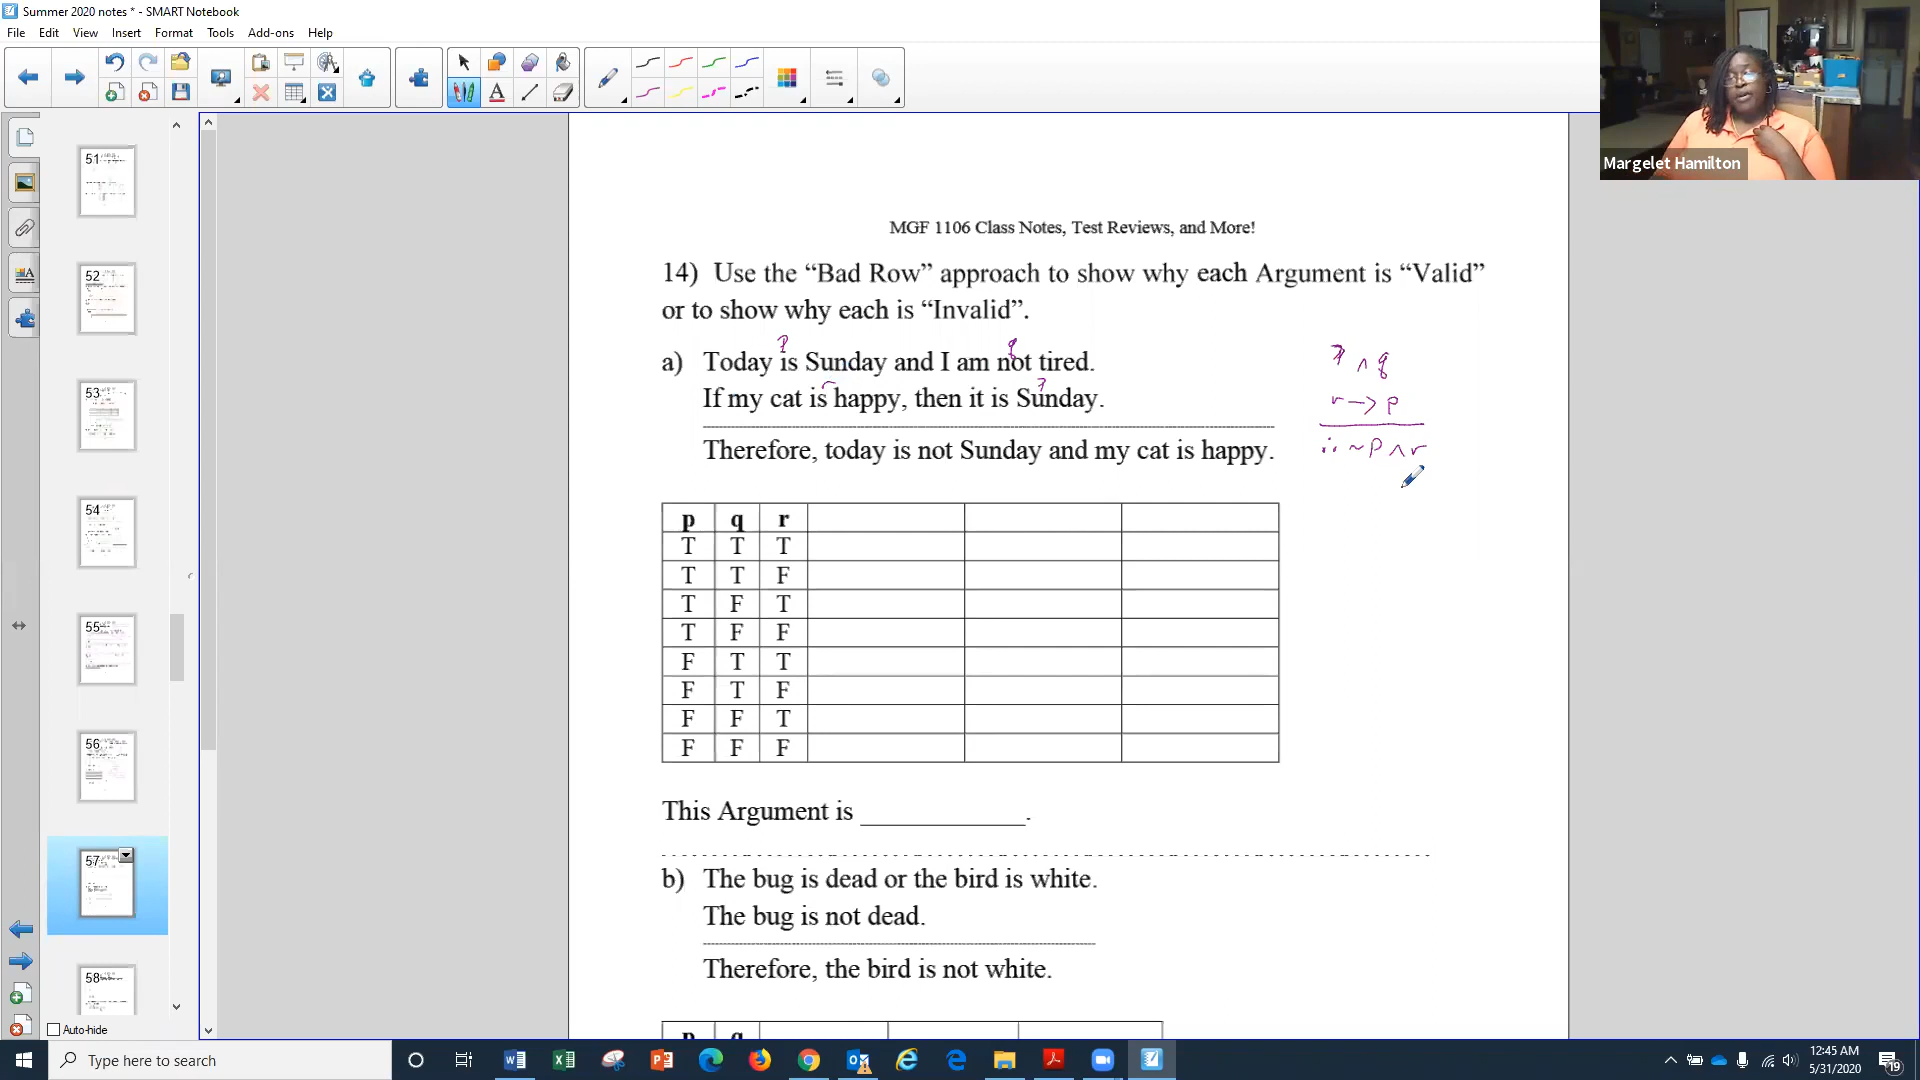 Summer 2020 notes * - SMART Notebook
File Edit View Insert Format Tools Add-ons Help
Margelet Hamilton
51
52
53
54
55
56
57
58
Auto-hide
MGF 1106 Class Notes, Test Reviews, and More!
14) Use the “Bad Row” approach to show why each Argument is “Valid”
or to show why each is “Invalid”.
p q
a) Today is Sunday and I am not tired.
r p
If my cat is happy, then it is Sunday.
Therefore, today is not Sunday and my cat is happy.
p ∧ q
r → p
∴ ~p ∧ r
p q r
T T T
T T F
T F T
T F F
F T T
F T F
F F T
F F F
This Argument is ____________.
b) The bug is dead or the bird is white.
The bug is not dead.
Therefore, the bird is not white.
p q
Type here to search
12:45 AM
5/31/2020
19